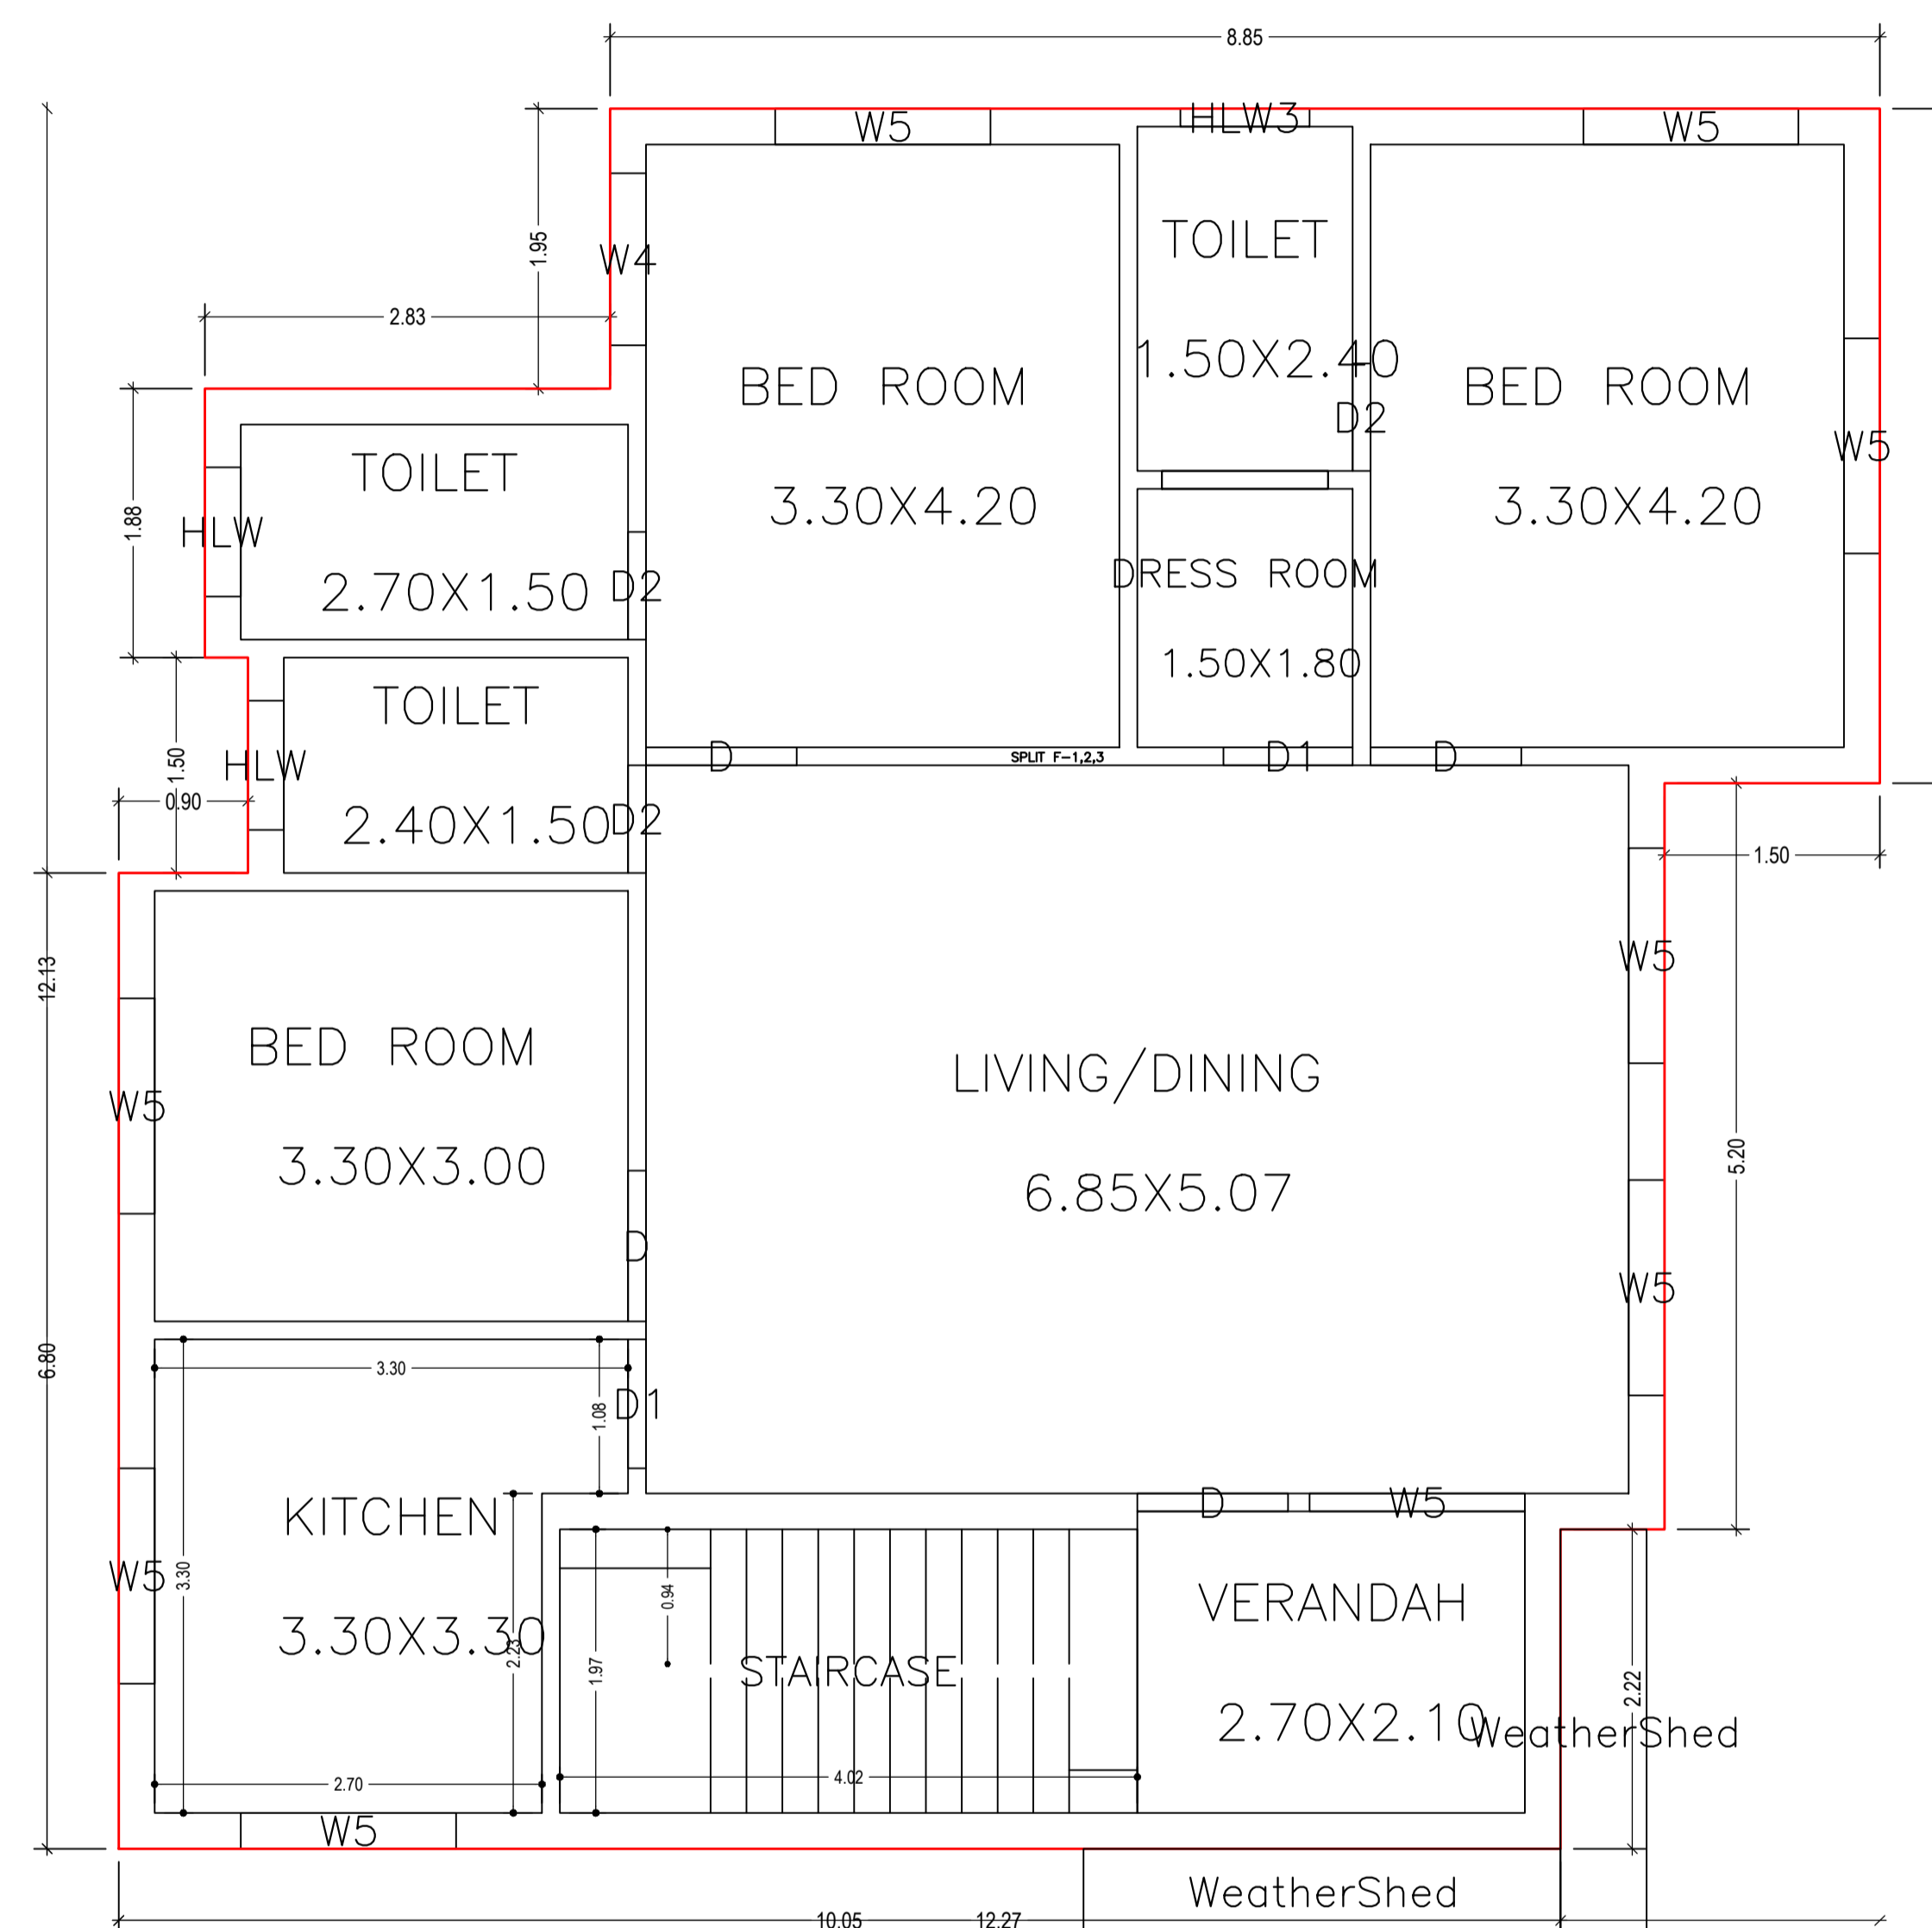 8.85
W5
HLW3
W5
1.95
W4
TOILET
2.83
1.50X2.40
BED ROOM
BED ROOM
D2
W5
TOILET
3.30X4.20
3.30X4.20
1.88
HLW
DRESS ROOM
2.70X1.50
D2
1.50X1.80
TOILET
D
SPLIT F-1,2,3
D1
D
1.50
HLW
0.90
2.40X1.50
D2
1.50
W5
12.13
BED ROOM
LIVING/DINING
W5
5.20
3.30X3.00
6.85X5.07
D
W5
6.80
3.30
D1
1.08
D
W5
KITCHEN
W5
3.30
0.94
VERANDAH
3.30X3.30
2.23
1.97
STAIRCASE
2.22
2.70X2.10
WeatherShed
2.70
4.02
W5
WeatherShed
10.05
12.27